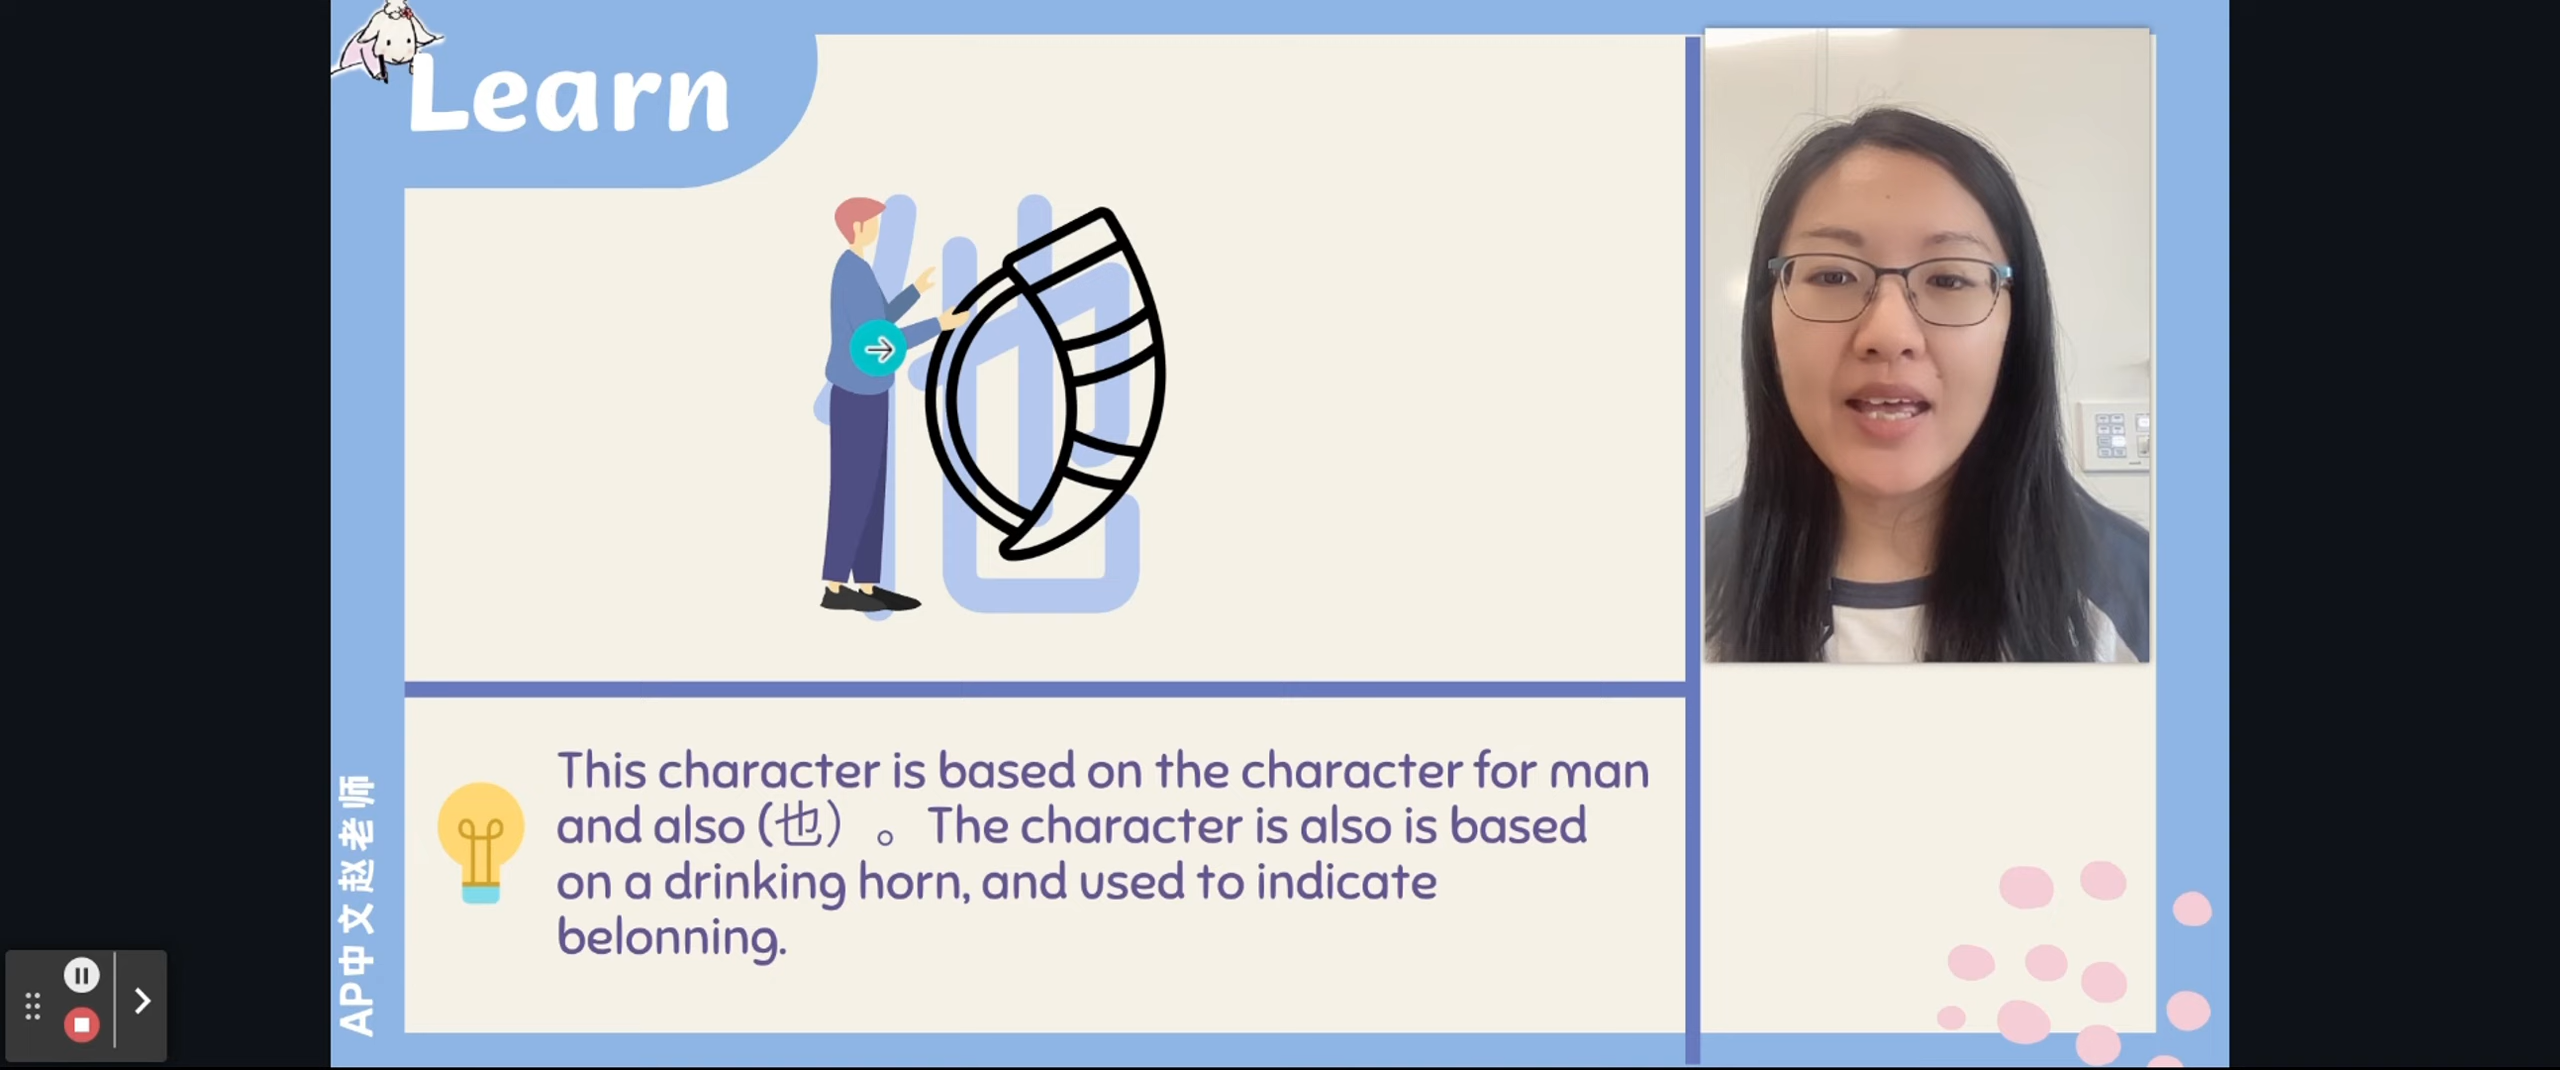 Learn
他
This character is based on the character for man
and also (也) 。 The character is also is based
on a drinking horn, and used to indicate
belonning.
AP中文赵老师